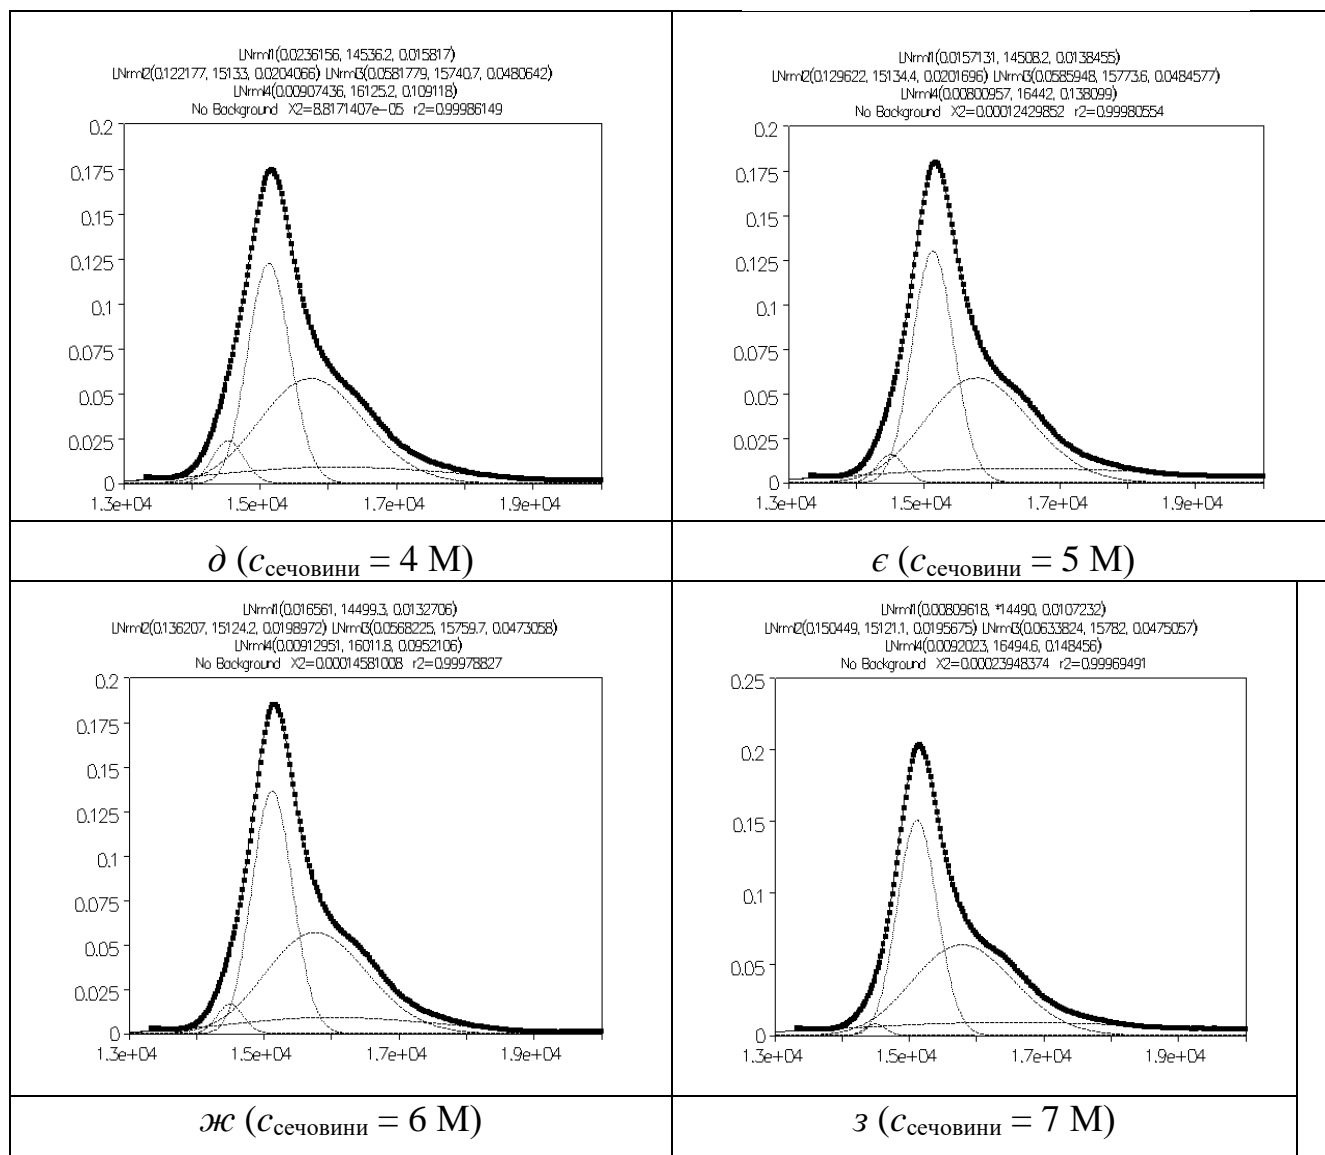 LNrml1(0.0236156, 14536.2, 0.015817)
LNrml2(0.122177, 15133, 0.0204066) LNrml3(0.0581779, 15740.7, 0.0480642)
LNrml4(0.00907436, 16125.2, 0.109118)
No Background X2=8.8171407e-05 r2=0.99986149
0.2
0.175
0.15
0.125
0.1
0.075
0.05
0.025
0
1.3e+04 1.5e+04 1.7e+04 1.9e+04
д (cсечовини = 4 М)
LNrml1(0.0157131, 14508.2, 0.0138455)
LNrml2(0.129622, 15134.4, 0.0201696) LNrml3(0.0585948, 15773.6, 0.0484577)
LNrml4(0.00800957, 16442, 0.138099)
No Background X2=0.00012429852 r2=0.99980554
0.2
0.175
0.15
0.125
0.1
0.075
0.05
0.025
0
1.3e+04 1.5e+04 1.7e+04 1.9e+04
є (cсечовини = 5 М)
LNrml1(0.016561, 14499.3, 0.0132706)
LNrml2(0.136207, 15124.2, 0.0198972) LNrml3(0.0568225, 15759.7, 0.0473058)
LNrml4(0.00912951, 16011.8, 0.0952106)
No Background X2=0.00014581008 r2=0.99978827
0.2
0.175
0.15
0.125
0.1
0.075
0.05
0.025
0
1.3e+04 1.5e+04 1.7e+04 1.9e+04
ж (cсечовини = 6 М)
LNrml1(0.00809618, *14490, 0.0107232)
LNrml2(0.150449, 15121.1, 0.0195675) LNrml3(0.0633824, 15782, 0.0475057)
LNrml4(0.0092023, 16494.6, 0.148456)
No Background X2=0.00023948374 r2=0.99969491
0.25
0.2
0.15
0.1
0.05
0
1.3e+04 1.5e+04 1.7e+04 1.9e+04
з (cсечовини = 7 М)